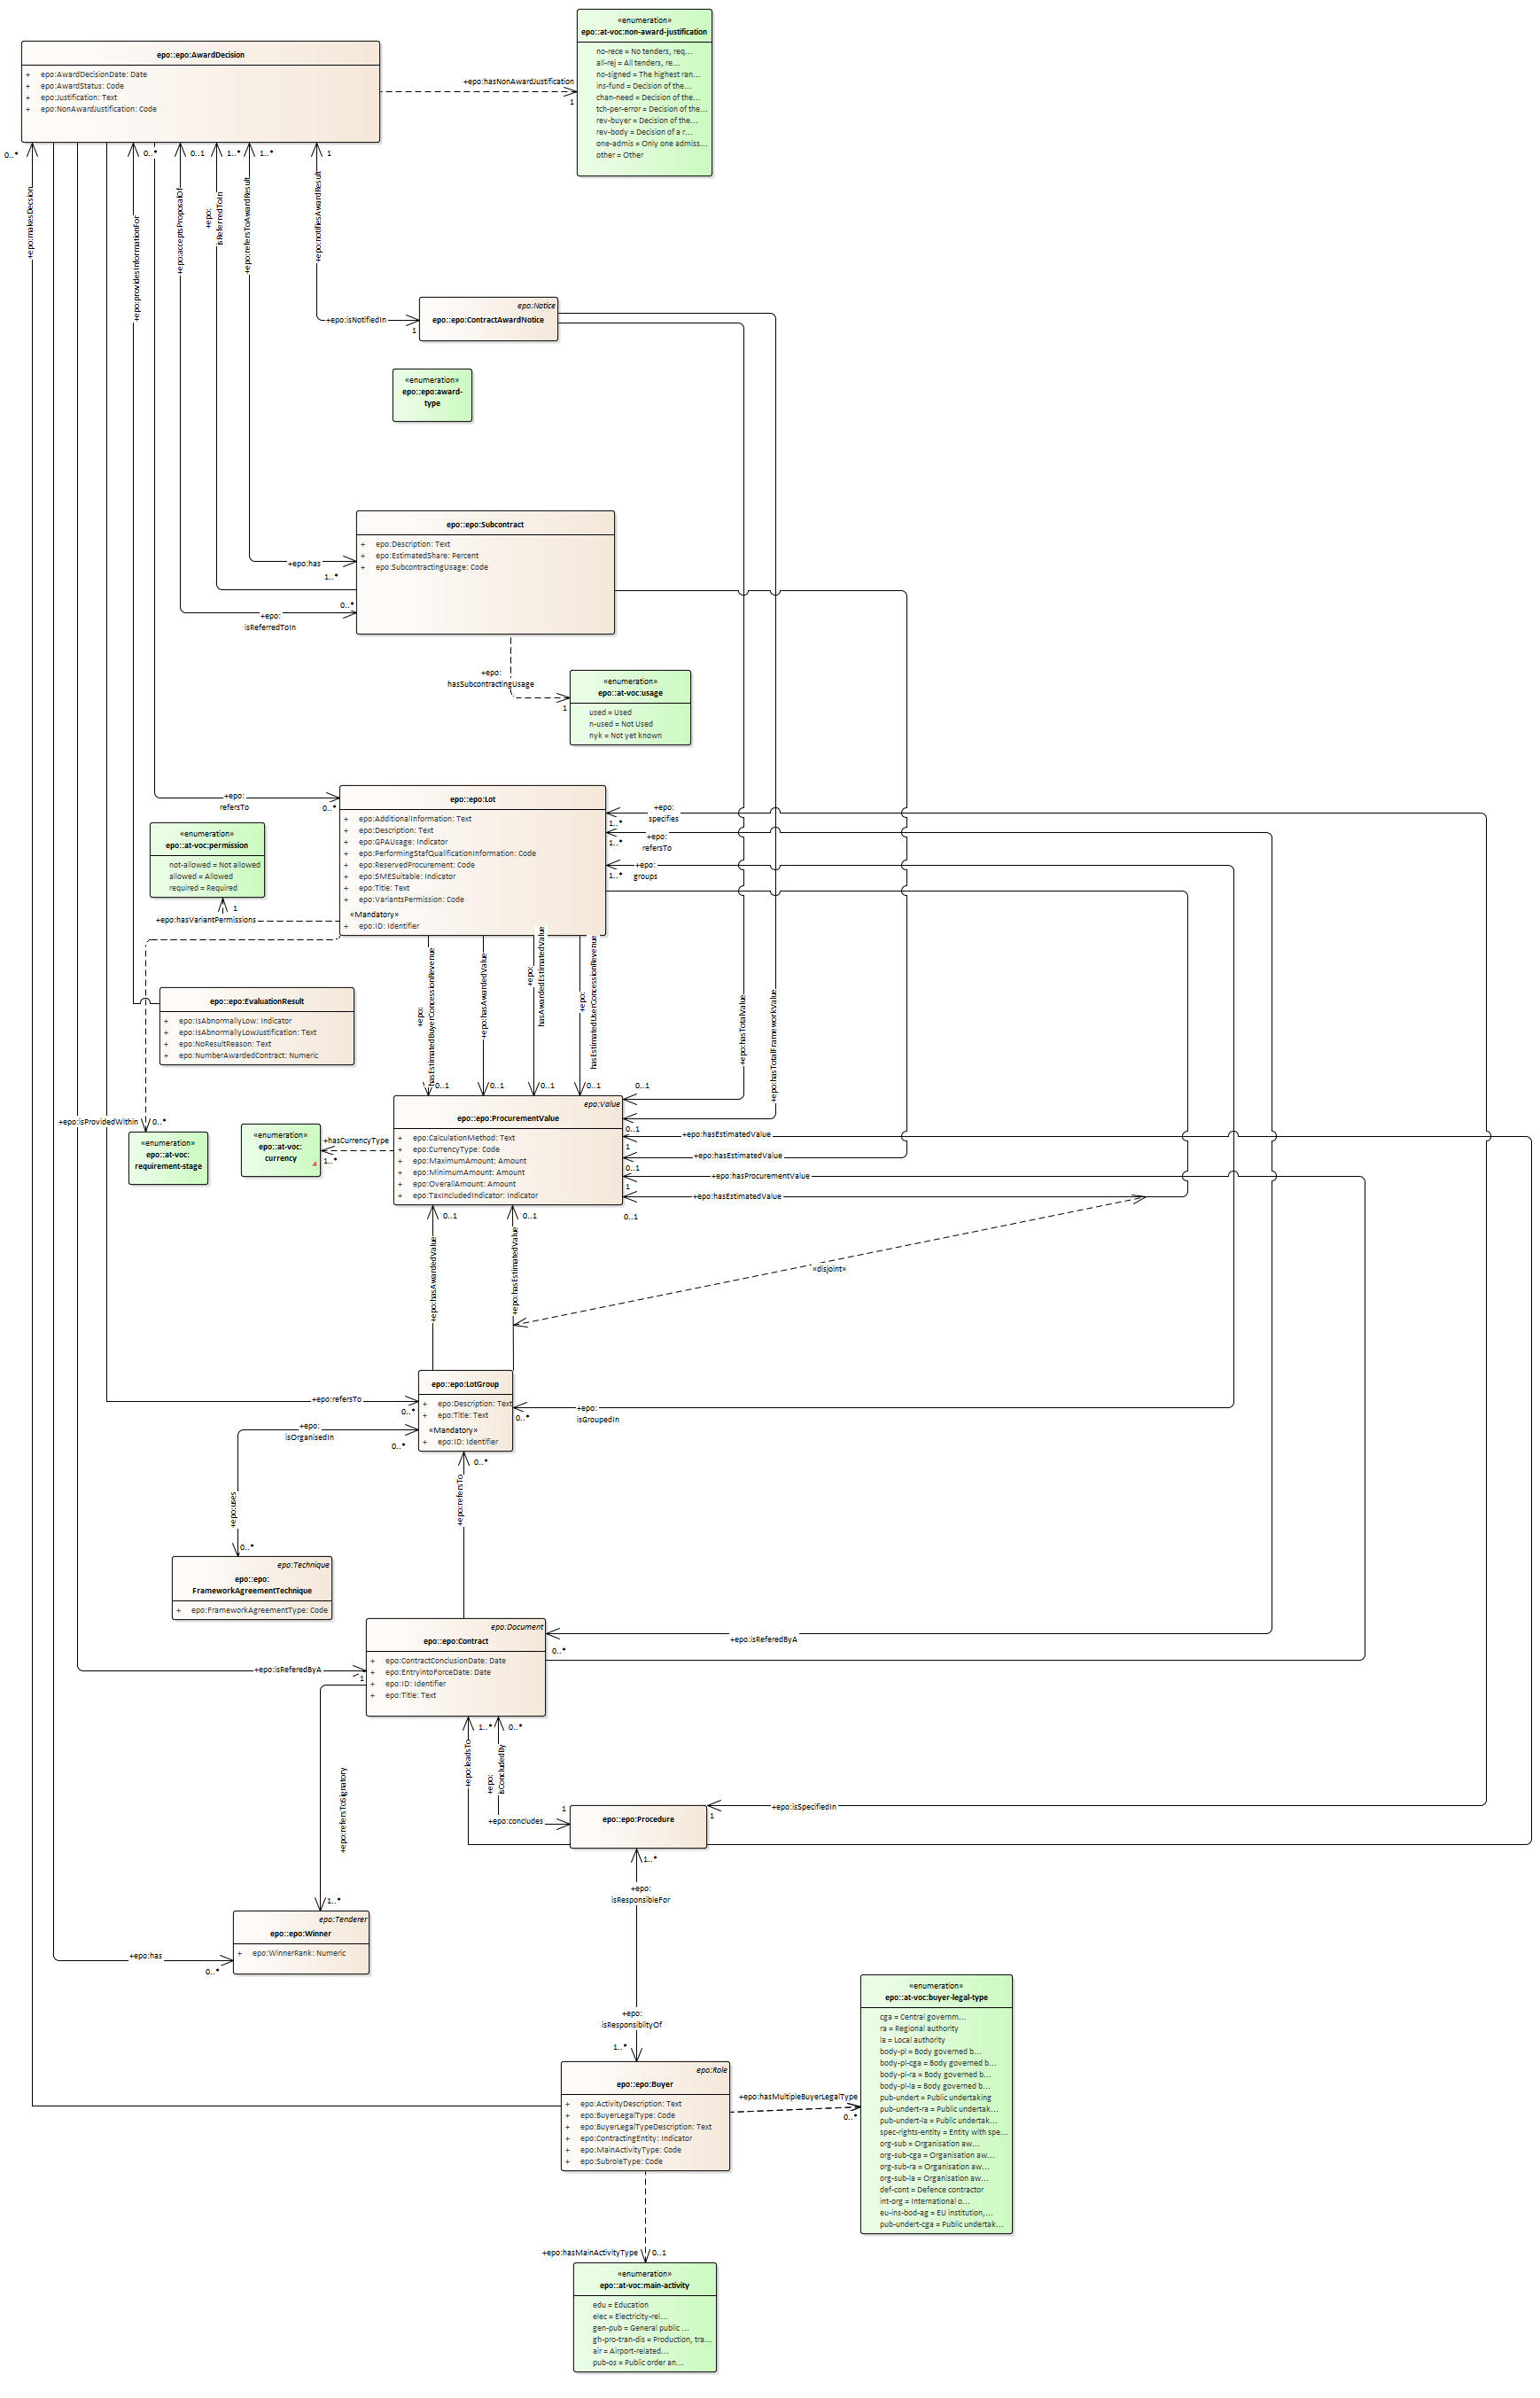 «enumeration»
epo::at-voc:non-award-justification
no-rece = No tenders, req...
all-rej = All tenders, re...
no-signed = The highest ran...
ins-fund = Decision of the...
chan-need = Decision of the...
tch-per-error = Decision of the...
rev-buyer = Decision of the...
rev-body = Decision of a r...
one-admis = Only one admiss...
other = Other
epo::epo:AwardDecision
+ epo:AwardDecisionDate: Date
+ epo:AwardStatus: Code
+ epo:Justification: Text
+ epo:NonAwardJustification: Code
+epo:hasNonAwardJustification
1
0..*
0..*
0..1
1..*
1..*
1
+epo:makesDecsion
+epo:providesInformationFor
+epo:acceptsProposalOf
+epo:
isReferredToIn
+epo:refersToAwardResult
+epo:notifiesAwardResult
epo:Notice
epo::epo:ContractAwardNotice
+epo:isNotifiedIn
1
«enumeration»
epo::epo:award-
type
epo::epo:Subcontract
+ epo:Description: Text
+ epo:EstimatedShare: Percent
+ epo:SubcontractingUsage: Code
+epo:has
1..*
0..*
+epo:
isReferredToIn
+epo:
hasSubcontractingUsage
1
«enumeration»
epo::at-voc:usage
used = Used
n-used = Not Used
nyk = Not yet known
+epo:
refersTo
0..*
epo::epo:Lot
+ epo:AdditionalInformation: Text
+ epo:Description: Text
+ epo:GPAUsage: Indicator
+ epo:PerformingStafQualificationInformation: Code
+ epo:ReservedProcurement: Code
+ epo:SMESuitable: Indicator
+ epo:Title: Text
+ epo:VariantsPermission: Code
«Mandatory»
+ epo:ID: Identifier
+epo:
specifies
1..*
+epo:
refersTo
1..*
+epo:
groups
1..*
«enumeration»
epo::at-voc:permission
not-allowed = Not allowed
allowed = Allowed
required = Required
1
+epo:hasVariantPermissions
epo::epo:EvaluationResult
+ epo:IsAbnormallyLow: Indicator
+ epo:IsAbnormallyLowJustification: Text
+ epo:NoResultReason: Text
+ epo:NumberAwardedContract: Numeric
+epo:
hasEstimatedBuyerConcessionRevenue
+epo:hasAwardedValue
+epo:
hasAwardedEstimatedValue
+epo:
hasEstimatedUserConcessionRevenue
+epo:hasTotalValue
+epo:hasTotalFrameworkValue
0..1
0..1
0..1
0..1
0..1
+epo:isProvidedWithin
0..*
«enumeration»
epo::at-voc:
requirement-stage
«enumeration»
epo::at-voc:
currency
A
+hasCurrencyType
1..*
epo:Value
epo::epo:ProcurementValue
+ epo:CalculationMethod: Text
+ epo:CurrencyType: Code
+ epo:MaximumAmount: Amount
+ epo:MinimumAmount: Amount
+ epo:OverallAmount: Amount
+ epo:TaxIncludedIndicator: Indicator
0..1
+epo:hasEstimatedValue
1
+epo:hasEstimatedValue
0..1
+epo:hasProcurementValue
1
+epo:hasEstimatedValue
0..1
0..1
0..1
+epo:hasAwardedValue
+epo:hasEstimatedValue
«disjoint»
epo::epo:LotGroup
+ epo:Description: Text
+ epo:Title: Text
«Mandatory»
+ epo:ID: Identifier
+epo:refersTo
0..*
0..*
+epo:
isGroupedIn
+epo:
isOrganisedIn
0..*
0..*
+epo:uses
+epo:refersTo
0..*
epo:Technique
epo::epo:
FrameworkAgreementTechnique
+ epo:FrameworkAgreementType: Code
epo:Document
epo::epo:Contract
+ epo:ContractConclusionDate: Date
+ epo:EntryintoForceDate: Date
+ epo:ID: Identifier
+ epo:Title: Text
+epo:isReferedByA
0..*
+epo:isReferedByA
1
1..*
0..*
+epo:leadsTo
+epo:
isConcludedBy
+epo:refersToSignatory
1
+epo:concludes
epo::epo:Procedure
+epo:isSpecifiedIn
1
1..*
+epo:
isResponsibleFor
1..*
epo:Tenderer
epo::epo:Winner
+ epo:WinnerRank: Numeric
+epo:has
0..*
+epo:
isResponsiblityOf
1..*
epo:Role
epo::epo:Buyer
+ epo:ActivityDescription: Text
+ epo:BuyerLegalType: Code
+ epo:BuyerLegalTypeDescription: Text
+ epo:ContractingEntity: Indicator
+ epo:MainActivityType: Code
+ epo:SubroleType: Code
+epo:hasMultipleBuyerLegalType
0..*
«enumeration»
epo::at-voc:buyer-legal-type
cga = Central governm...
ra = Regional authority
la = Local authority
body-pl = Body governed b...
body-pl-cga = Body governed b...
body-pl-ra = Body governed b...
body-pl-la = Body governed b...
pub-undert = Public undertaking
pub-undert-ra = Public undertak...
pub-undert-la = Public undertak...
spec-rights-entity = Entity with spe...
org-sub = Organisation aw...
org-sub-cga = Organisation aw...
org-sub-ra = Organisation aw...
org-sub-la = Organisation aw...
def-cont = Defence contractor
int-org = International o...
eu-ins-bod-ag = EU institution,...
pub-undert-cga = Public undertak...
+epo:hasMainActivityType
0..1
«enumeration»
epo::at-voc:main-activity
edu = Education
elec = Electricity-rel...
gen-pub = General public ...
gh-pro-tran-dis = Production, tra...
air = Airport-related...
pub-os = Public order an...